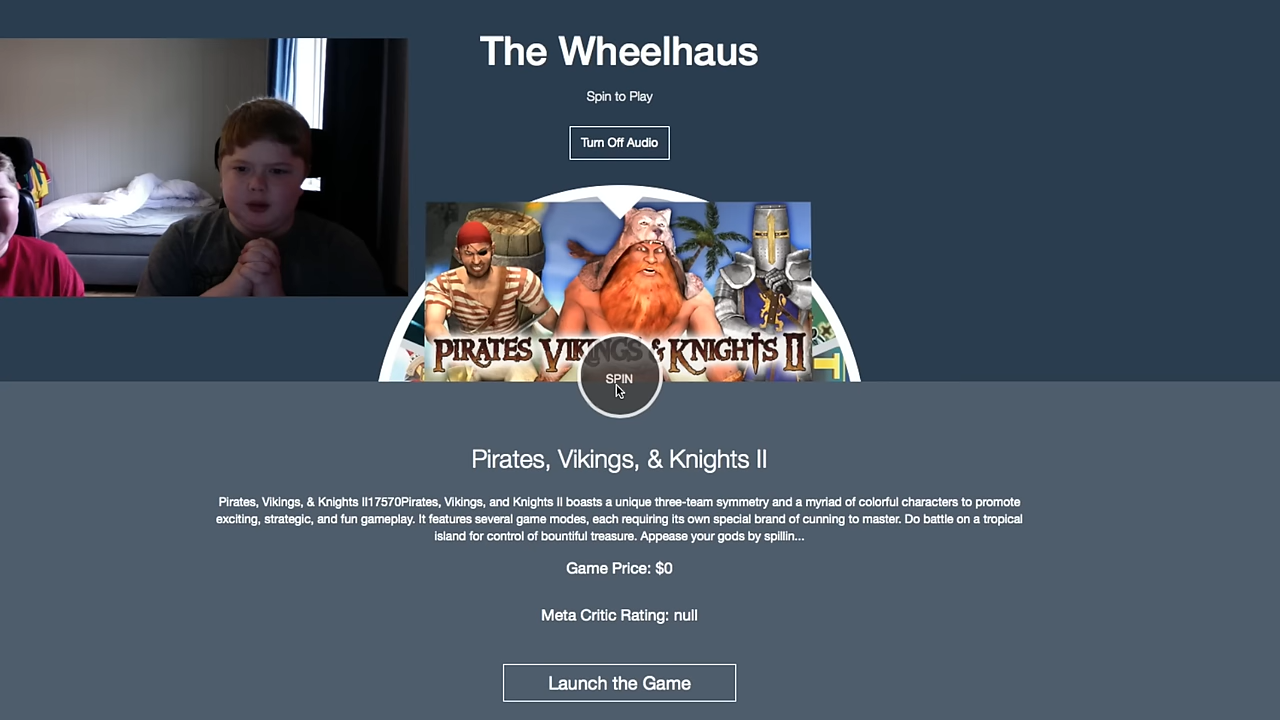 The Wheelhaus
Spin to Play
Turn Off Audio
PIRATES VIKINGS & KNIGHTS II
SPIN
Pirates, Vikings, & Knights II
Pirates, Vikings, & Knights II17570Pirates, Vikings, and Knights II boasts a unique three-team symmetry and a myriad of colorful characters to promote
exciting, strategic, and fun gameplay. It features several game modes, each requiring its own special brand of cunning to master. Do battle on a tropical
island for control of bountiful treasure. Appease your gods by spillin...
Game Price: $0
Meta Critic Rating: null
Launch the Game